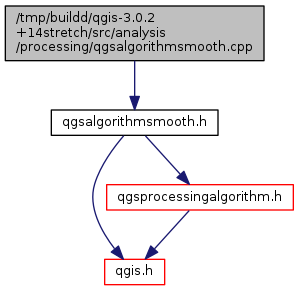 /tmp/buildd/qgis-3.0.2
+14stretch/src/analysis
/processing/qgsalgorithmsmooth.cpp
qgsalgorithmsmooth.h
qgsprocessingalgorithm.h
qgis.h